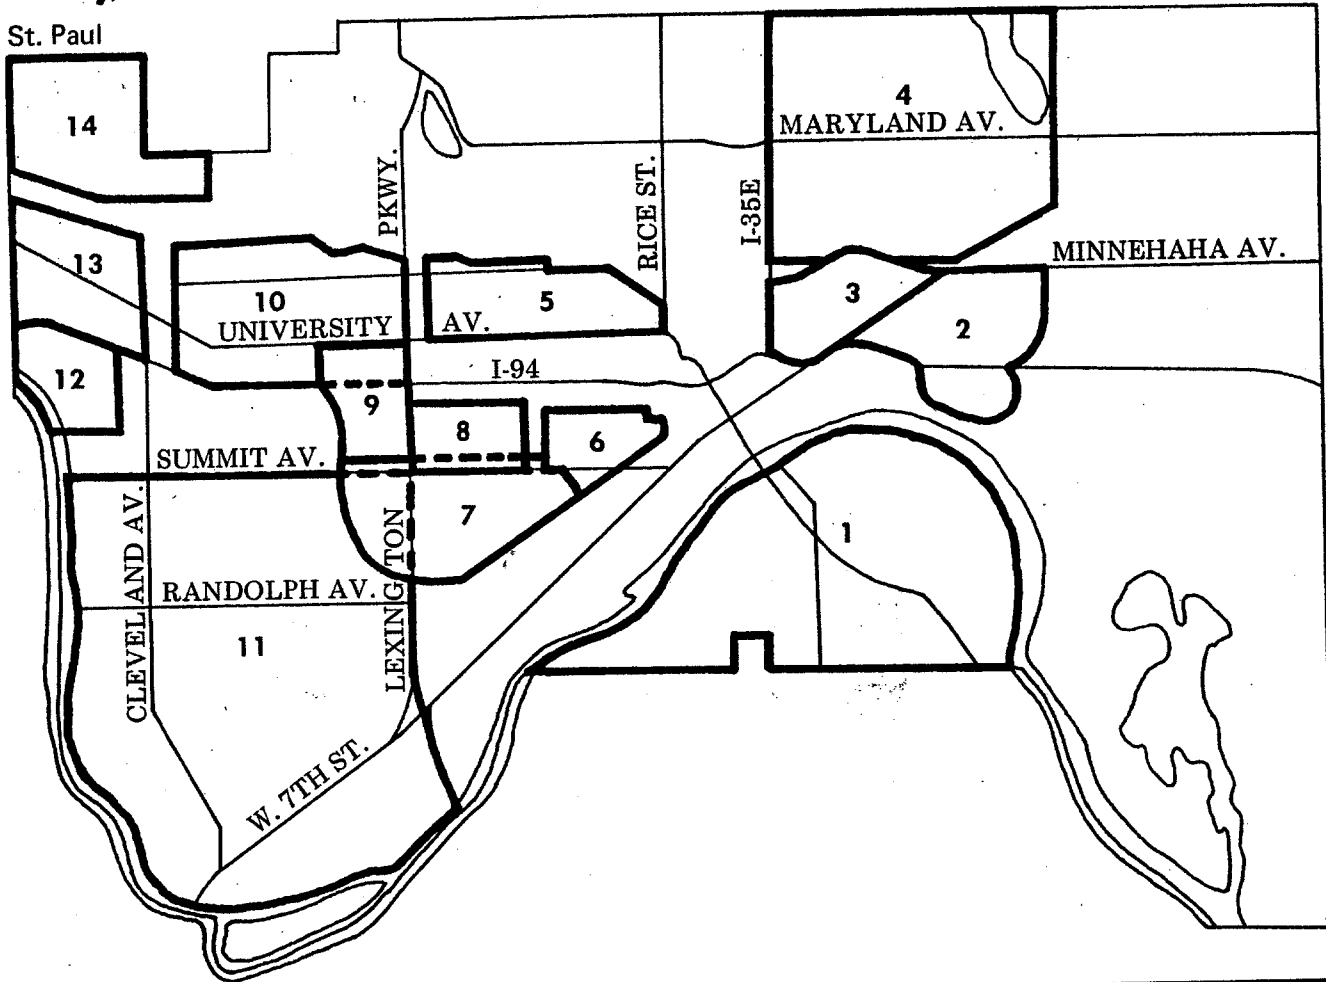 St. Paul
14
4
MARYLAND AV.
PKWY.
RICE ST.
I-35E
MINNEHAHA AV.
13
10
5
3
2
UNIVERSITY AV.
12
I-94
9
8
6
SUMMIT AV.
7
1
CLEVELAND AV.
LEXINGTON
RANDOLPH AV.
11
W. 7TH ST.